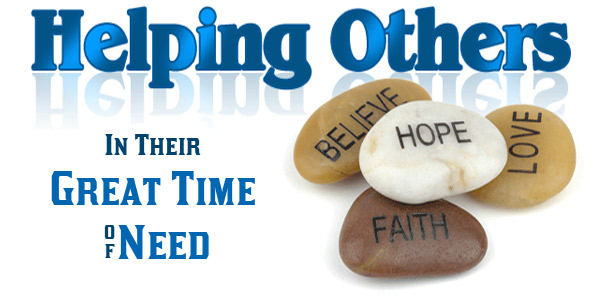 Helping Others
In Their
Great Time
of Need
BELIEVE
HOPE
LOVE
FAITH